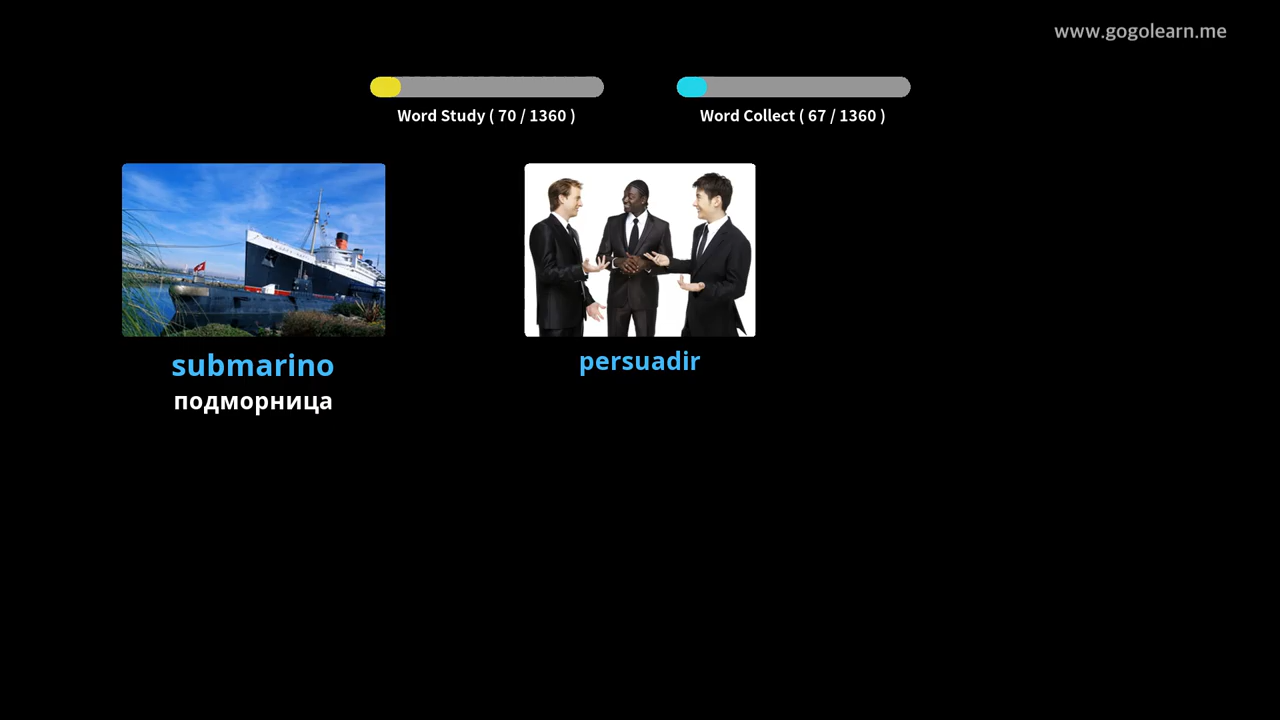 www.gogolearn.me
Word Study ( 70 / 1360 )
Word Collect ( 67 / 1360 )
submarino
подморница
persuadir